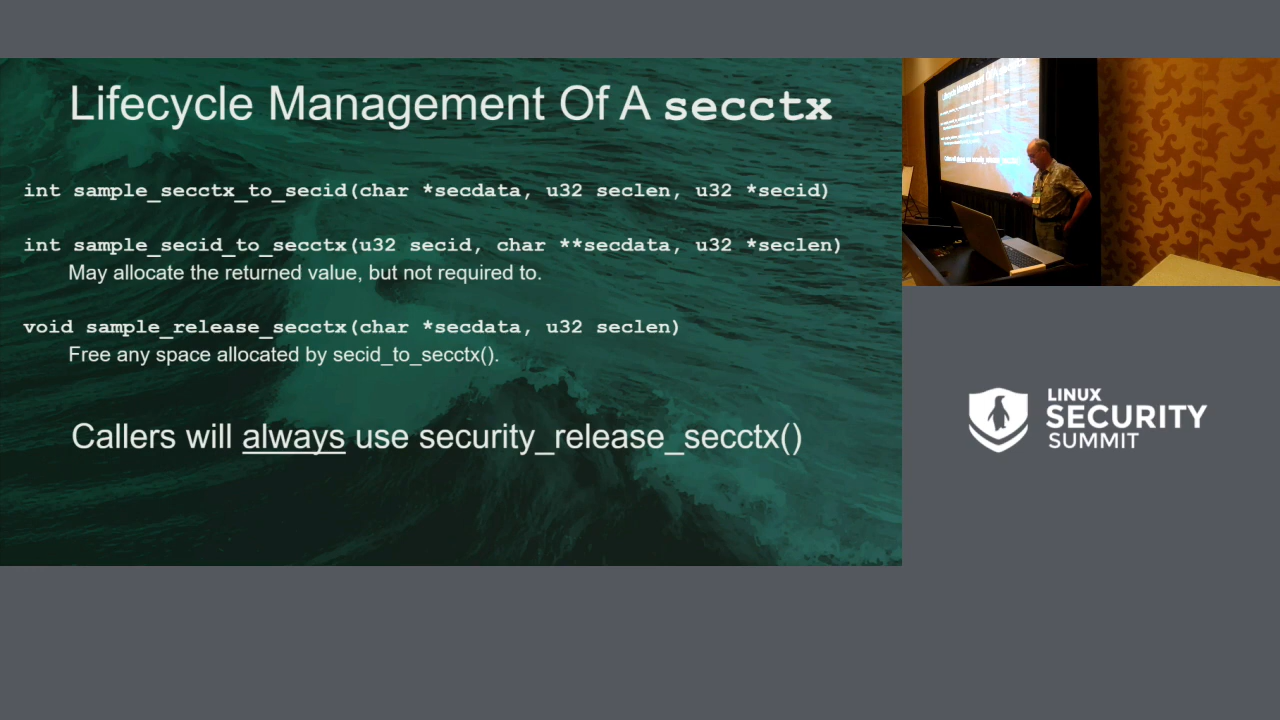 Lifecycle Management Of A secctx
int sample_secctx_to_secid(char *secdata, u32 seclen, u32 *secid)
int sample_secid_to_secctx(u32 secid, char **secdata, u32 *seclen)
May allocate the returned value, but not required to.
void sample_release_secctx(char *secdata, u32 seclen)
Free any space allocated by secid_to_secctx().
Callers will always use security_release_secctx()
LINUX
SECURITY
SUMMIT